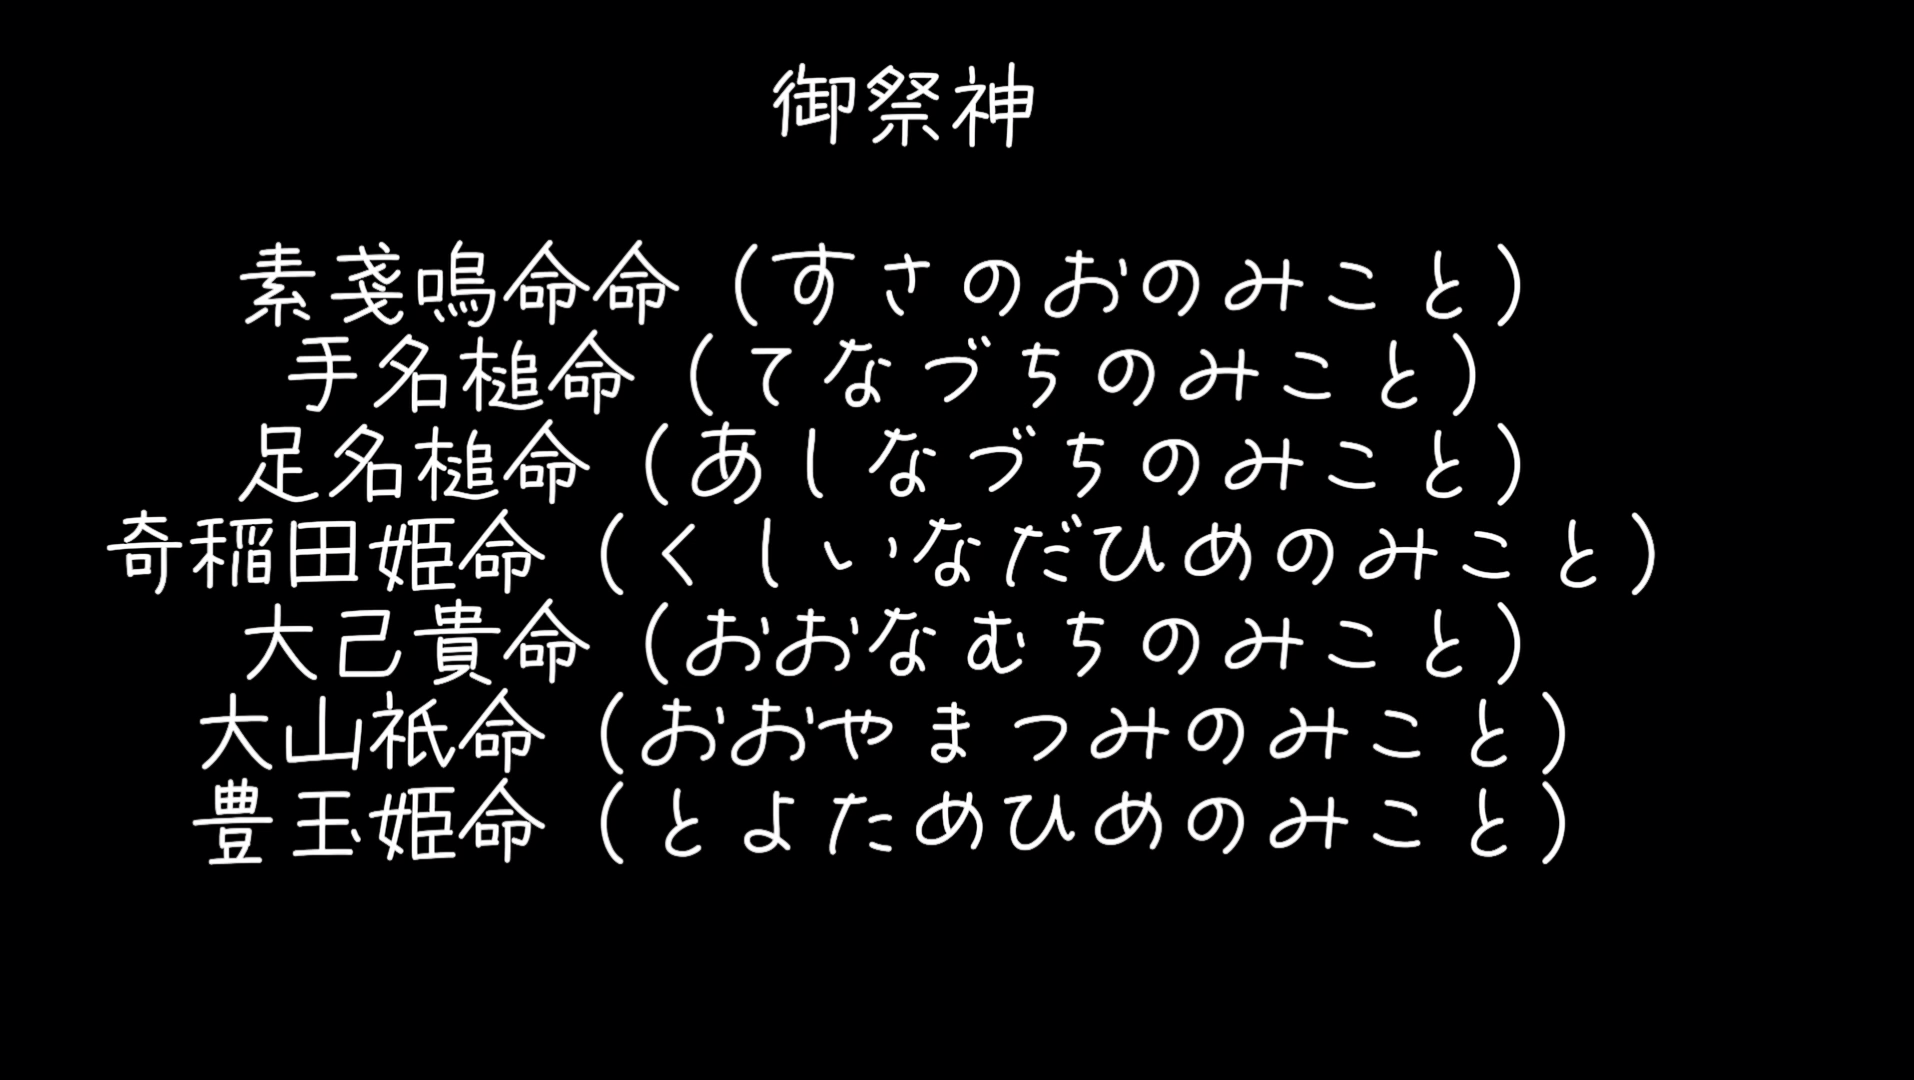 御祭神
素戔嗚命命（すさのおのみこと）
手名槌命（てなづちのみこと）
足名槌命（あしなづちのみこと）
奇稲田姫命（くしいなだひめのみこと）
大己貴命（おおなむちのみこと）
大山祇命（おおやまつみのみこと）
豊玉姫命（とよためひめのみこと）